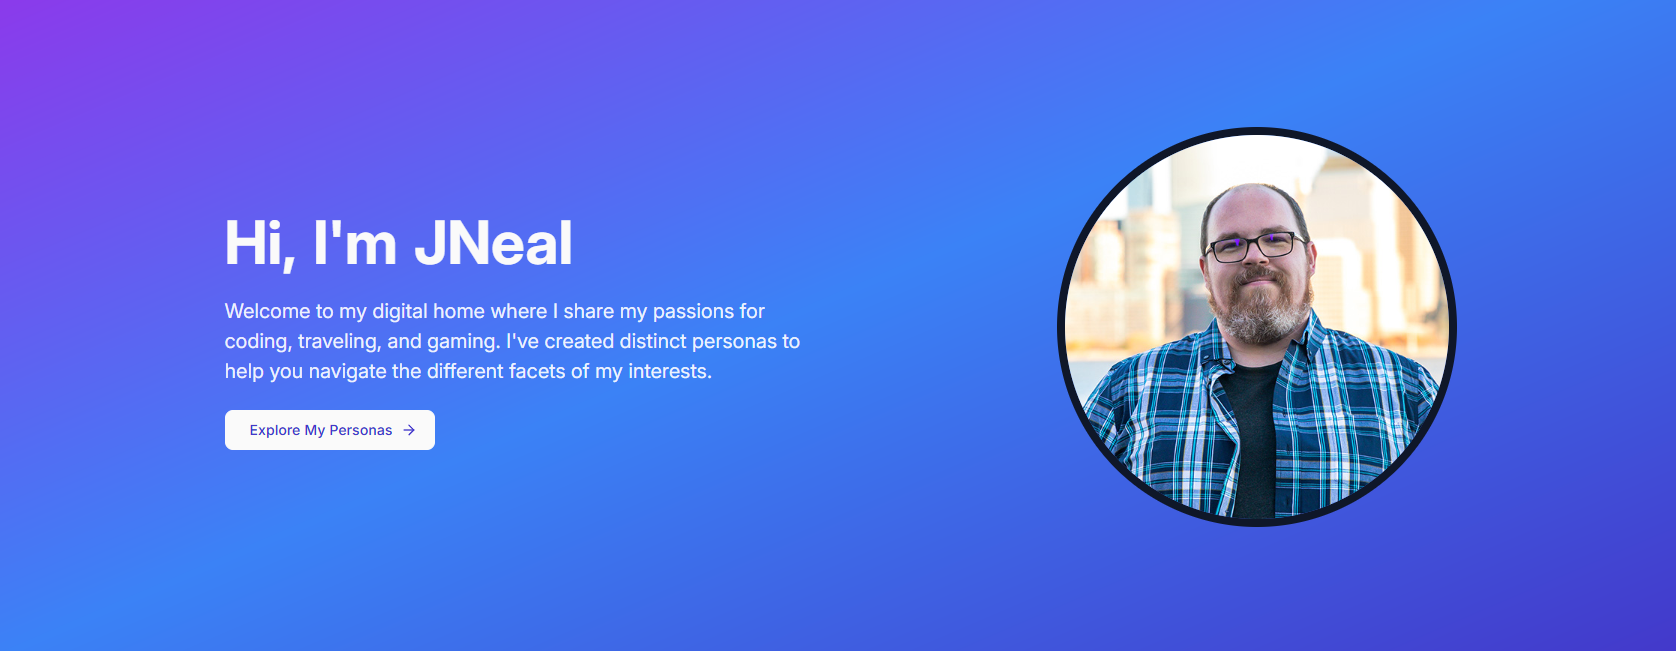 Hi, I'm JNeal
Welcome to my digital home where I share my passions for
coding, traveling, and gaming. I've created distinct personas to
help you navigate the different facets of my interests.
Explore My Personas →